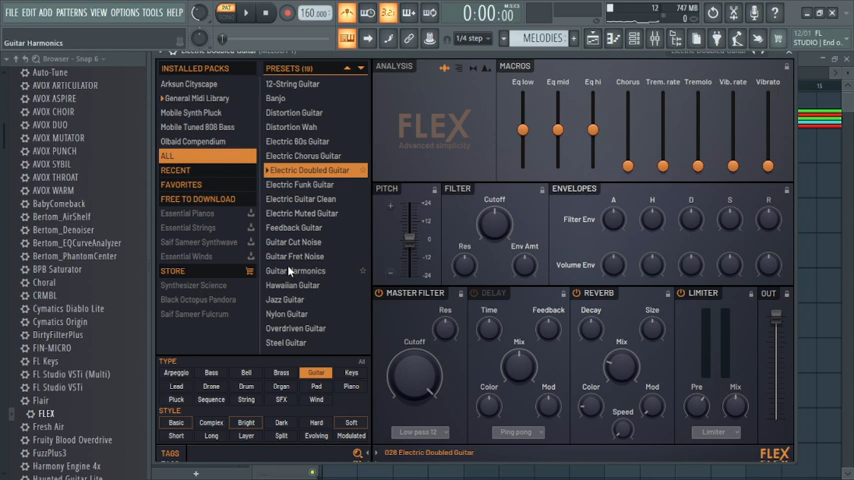 FILE EDIT ADD PATTERNS VIEW OPTIONS TOOLS HELP
PAT
SONG
160.000
3.2
0:00:00
M:S:CS
12
747 MB
0
Guitar Harmonics
1/4 step
MELODIES
12/01 FL
STUDIO | End o..
Browser - Snap 6
Auto-Tune
AVOX ARTICULATOR
AVOX ASPIRE
AVOX CHOIR
AVOX DUO
AVOX MUTATOR
AVOX PUNCH
AVOX SYBIL
AVOX THROAT
AVOX WARM
BabyComeback
Bertom_AirShelf
Bertom_Denoiser
Bertom_EQCurveAnalyzer
Bertom_PhantomCenter
BPB Saturator
Choral
CRMBL
Cymatics Diablo Lite
Cymatics Origin
DirtyFilterPlus
FIN-MICRO
FL Keys
FL Studio VSTi (Multi)
FL Studio VSTi
Flair
FLEX
Fresh Air
Fruity Blood Overdrive
FuzzPlus3
Harmony Engine 4x
INSTALLED PACKS
Arksun Cityscape
General Midi Library
Mobile Synth Pluck
Mobile Tuned 808 Bass
Olbaid Compendium
ALL
RECENT
FAVORITES
FREE TO DOWNLOAD
Essential Pianos
Essential Strings
Saif Sameer Synthwave
Essential Winds
STORE
Synthesizer Science
Black Octopus Pandora
Saif Sameer Fulcrum
PRESETS (19)
12-String Guitar
Banjo
Distortion Guitar
Distortion Wah
Electric 60s Guitar
Electric Chorus Guitar
Electric Doubled Guitar
Electric Funk Guitar
Electric Guitar Clean
Electric Muted Guitar
Feedback Guitar
Guitar Cut Noise
Guitar Fret Noise
Guitar Harmonics
Hawaiian Guitar
Jazz Guitar
Nylon Guitar
Overdriven Guitar
Steel Guitar
TYPE
All
Arpeggio Bass Bell Brass Guitar Keys
Lead Drone Drum Organ Pad Piano
Pluck Sequence String SFX Wind
STYLE
Basic Complex Bright Dark Hard Soft
Short Long Layer Split Evolving Modulated
TAGS
ANALYSIS
FLEX
Advanced simplicity
MACROS
Eq low Eq mid Eq hi Chorus Trem. rate Tremolo Vib. rate Vibrato
PITCH
+24
+12
0
-12
-24
FILTER
Cutoff
Res
Env Amt
ENVELOPES
A H D S R
Filter Env
Volume Env
MASTER FILTER
Res
Cutoff
Low pass 12
DELAY
Time
Feedback
Mix
Color
Mod
Ping pong
REVERB
Decay
Size
Mix
Color
Mod
Speed
LIMITER
Pre
Mix
Limiter
OUT
028 Electric Doubled Guitar
FLEX
15